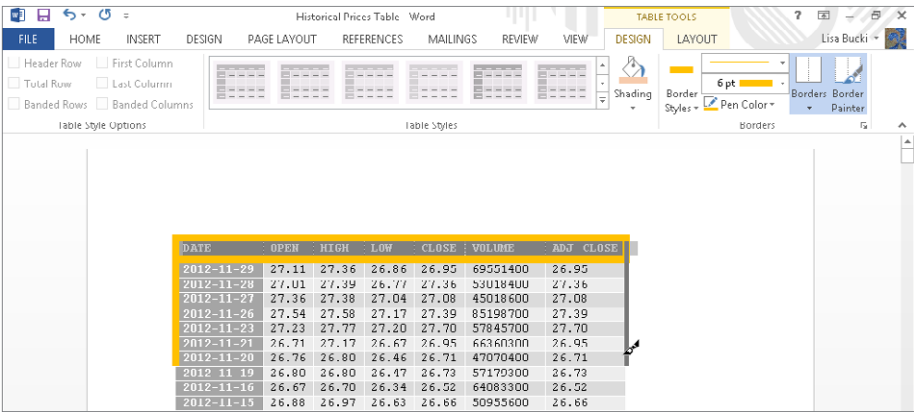 Historical Prices Table - Word
TABLE TOOLS
?
FILE HOME INSERT DESIGN PAGE LAYOUT REFERENCES MAILINGS REVIEW VIEW DESIGN LAYOUT Lisa Bucki
Header Row First Column
Total Row Last Column
Banded Rows Banded Columns
Table Style Options
Table Styles
Shading
Border Styles
6 pt
Pen Color
Borders
Border Painter
Borders
DATE OPEN HIGH LOW CLOSE VOLUME ADJ CLOSE
2012-11-29 27.11 27.36 26.86 26.95 69551400 26.95
2012-11-28 27.01 27.39 26.77 27.36 53018400 27.36
2012-11-27 27.36 27.38 27.04 27.08 45018600 27.08
2012-11-26 27.54 27.58 27.17 27.39 85198700 27.39
2012-11-23 27.23 27.77 27.20 27.70 57845700 27.70
2012-11-21 26.71 27.17 26.67 26.95 66360300 26.95
2012-11-20 26.76 26.80 26.46 26.71 47070400 26.71
2012-11-19 26.80 26.80 26.47 26.73 57179300 26.73
2012-11-16 26.67 26.70 26.34 26.52 64083300 26.52
2012-11-15 26.88 26.97 26.63 26.66 50955600 26.66